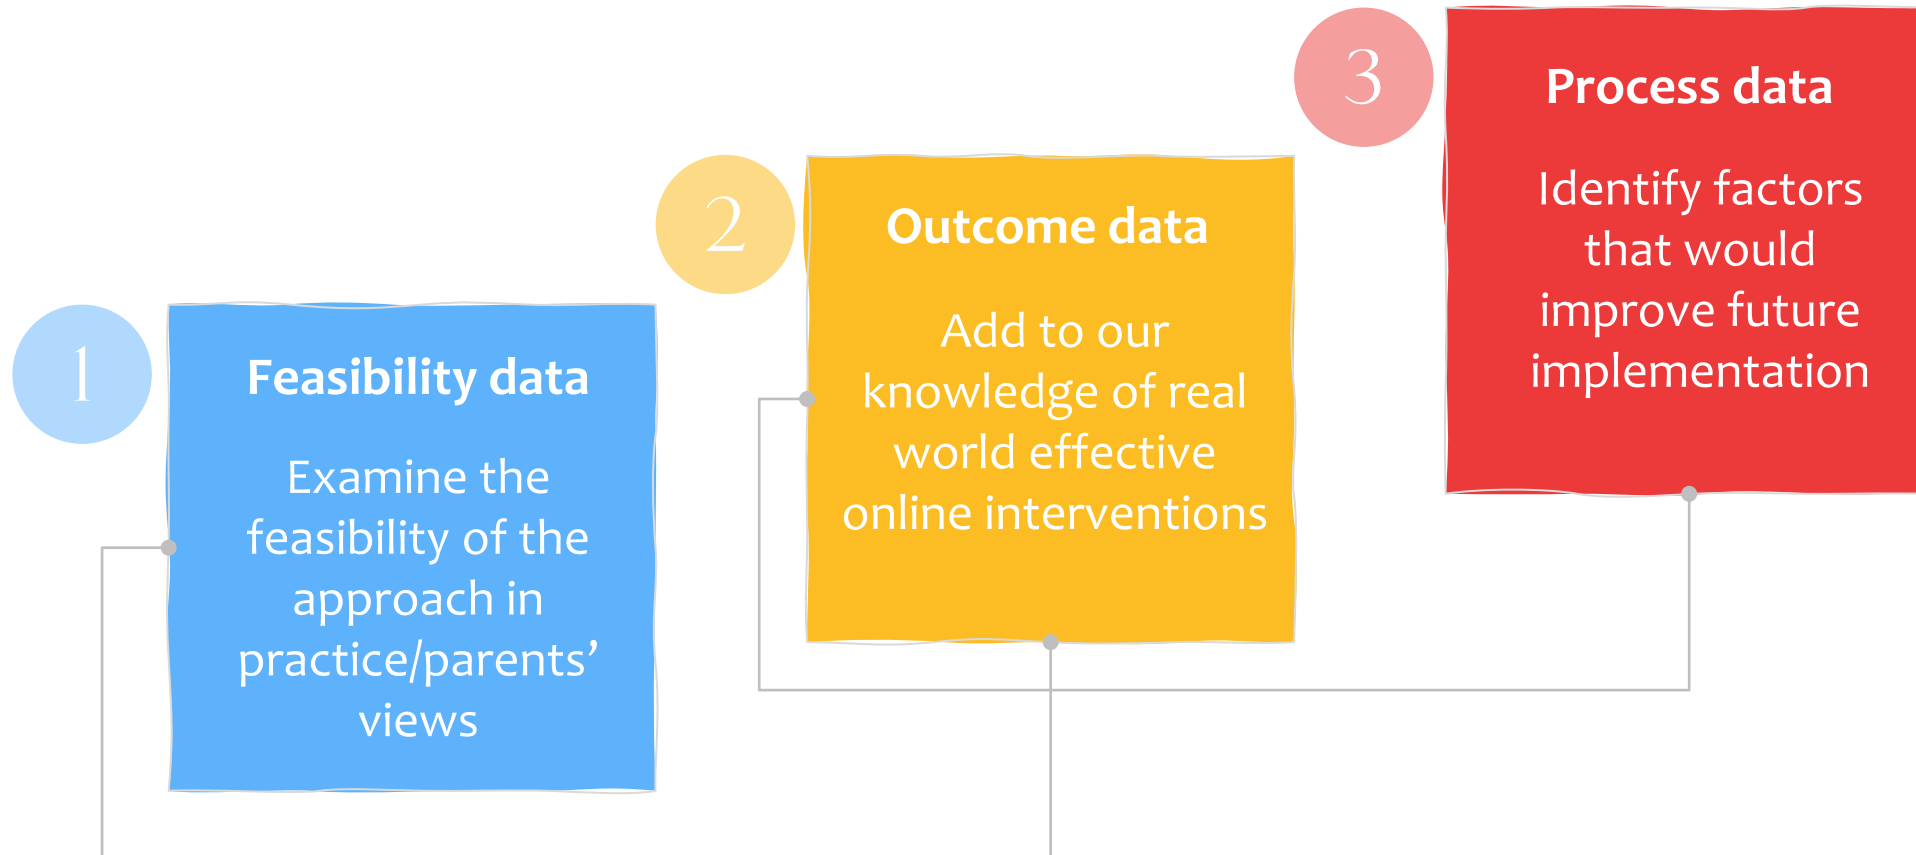 1
Feasibility data
Examine the
feasibility of the
approach in
practice/parents’
views
2
Outcome data
Add to our
knowledge of real
world effective
online interventions
3
Process data
Identify factors
that would
improve future
implementation